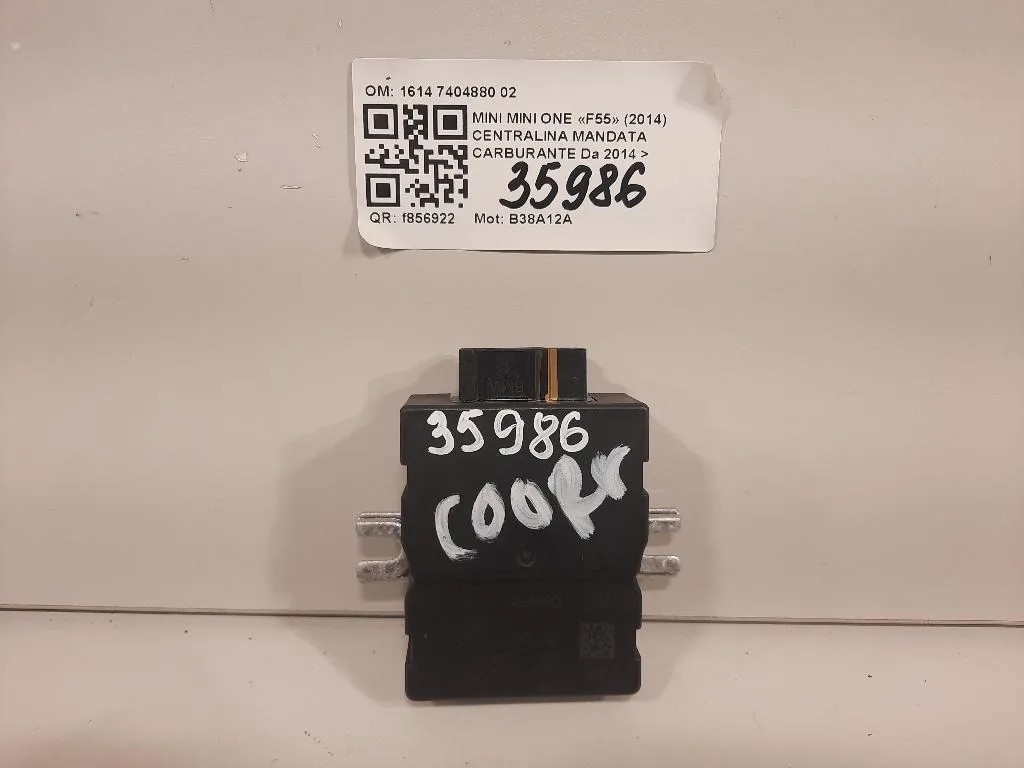 OM: 1614 7404880 02
MINI MINI ONE «F55» (2014)
CENTRALINA MANDATA
CARBURANTE Da 2014 >
35986
QR: f856922 Mot: B38A12A
BMW
35986